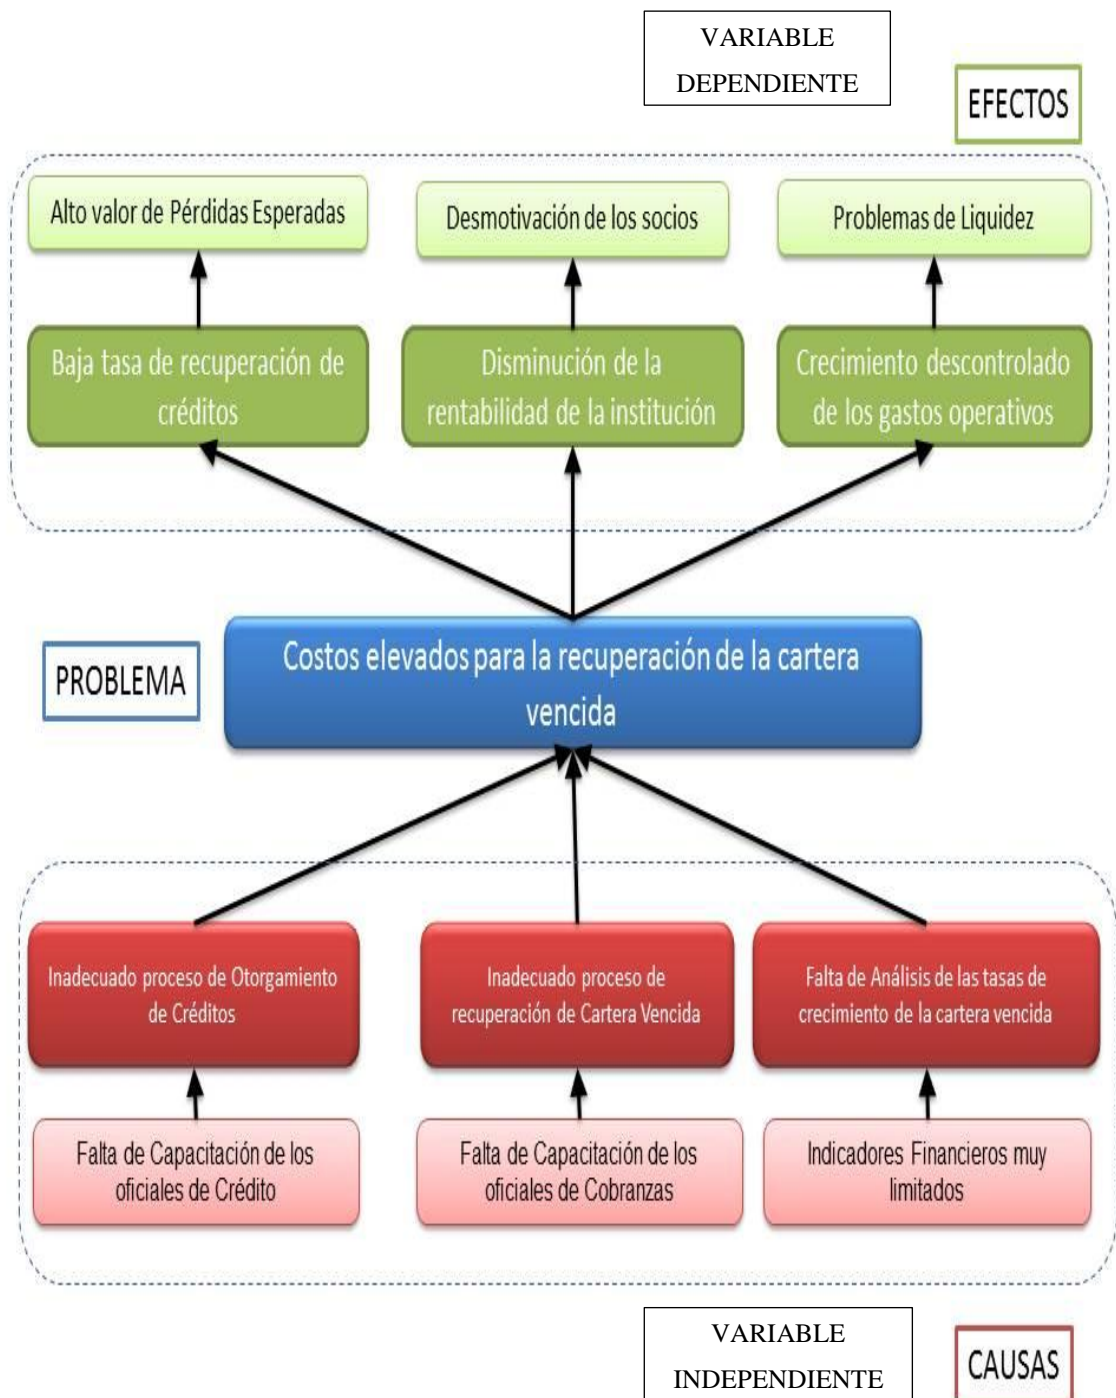 VARIABLE
DEPENDIENTE
EFECTOS
Alto valor de Pérdidas Esperadas
Desmotivación de los socios
Problemas de Liquidez
Baja tasa de recuperación de
créditos
Disminución de la
rentabilidad de la institución
Crecimiento descontrolado
de los gastos operativos
PROBLEMA
Costos elevados para la recuperación de la cartera
vencida
Inadecuado proceso de Otorgamiento
de Créditos
Inadecuado proceso de
recuperación de Cartera Vencida
Falta de Análisis de las tasas de
crecimiento de la cartera vencida
Falta de Capacitación de los
oficiales de Crédito
Falta de Capacitación de los
oficiales de Cobranzas
Indicadores Financieros muy
limitados
VARIABLE
INDEPENDIENTE
CAUSAS